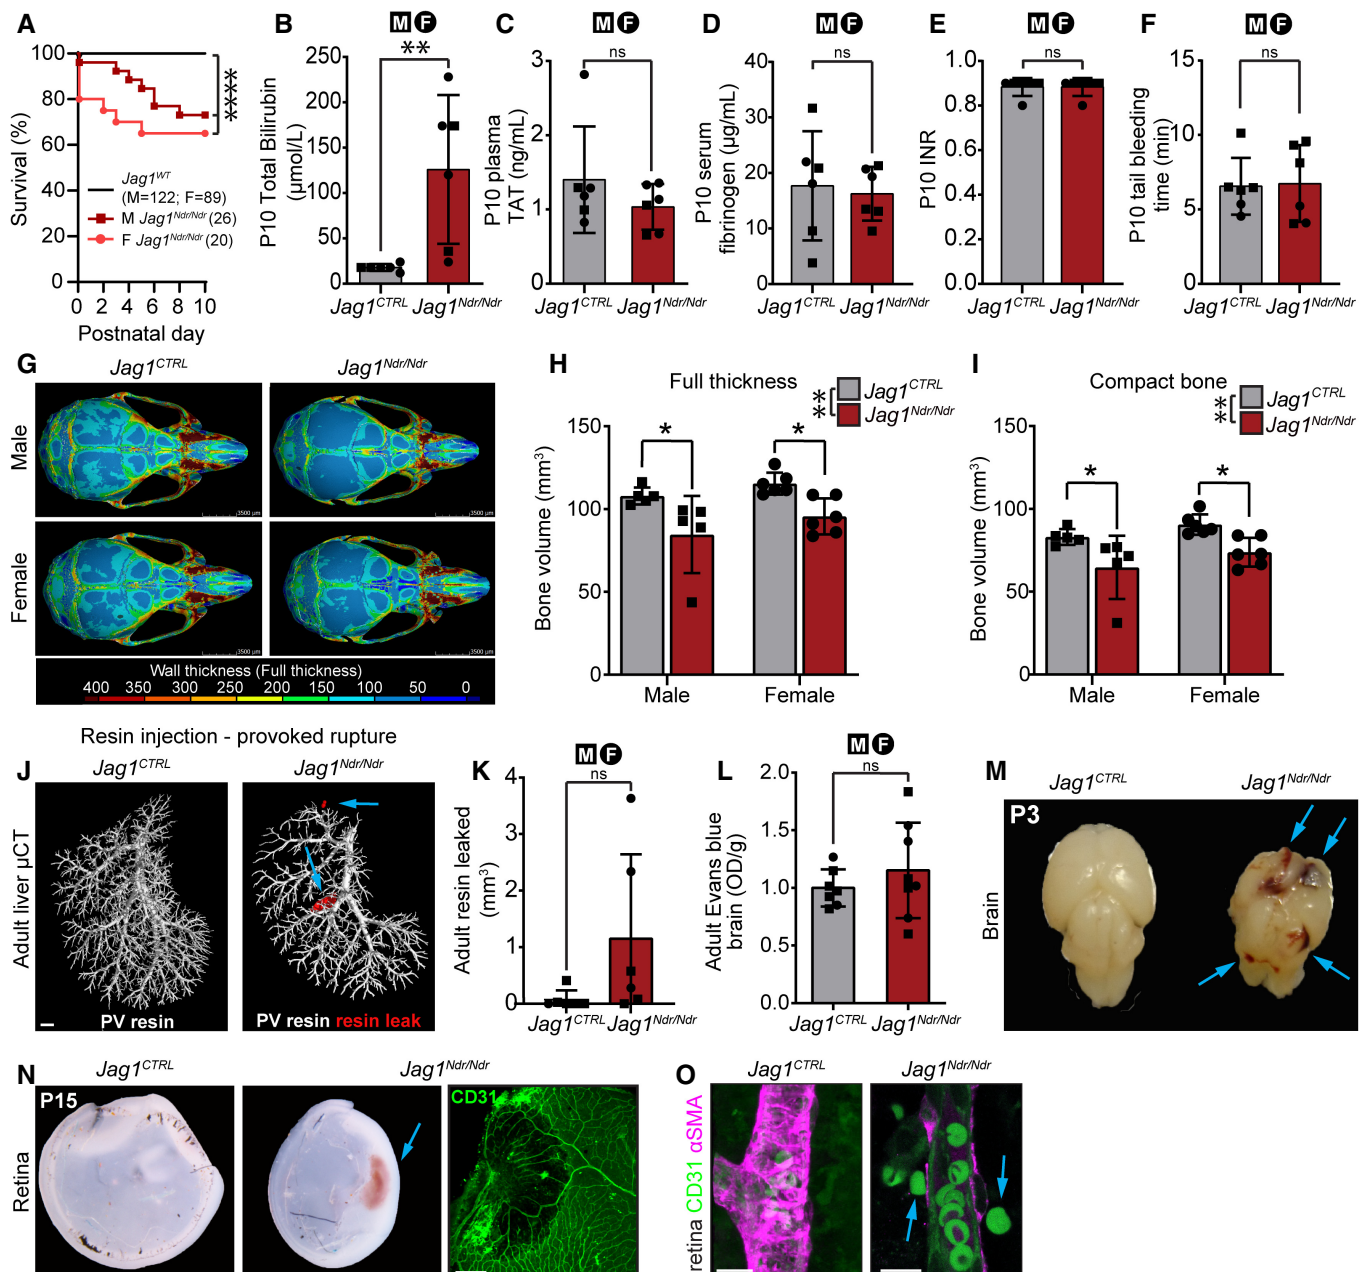 A
100
80
60
40
20
0
Survival (%)
0 2 4 6 8 10
Postnatal day
****
Jag1WT
(M=122; F=89)
M Jag1Ndr/Ndr (26)
F Jag1Ndr/Ndr (20)
B
M F
**
P10 Total Bilirubin
(µmol/L)
250
200
150
100
50
0
Jag1CTRL Jag1Ndr/Ndr
C
M F
ns
P10 plasma
TAT (ng/mL)
3
2
1
0
Jag1CTRL Jag1Ndr/Ndr
D
M F
ns
P10 serum
fibrinogen (µg/mL)
40
30
20
10
0
Jag1CTRL Jag1Ndr/Ndr
E
M F
ns
P10 INR
1.0
0.8
0.6
0.4
0.2
0.0
Jag1CTRL Jag1Ndr/Ndr
F
M F
ns
P10 tail bleeding
time (min)
15
10
5
0
Jag1CTRL Jag1Ndr/Ndr
G
Jag1CTRL Jag1Ndr/Ndr
Male
3500 µm 3500 µm
Female
3500 µm 3500 µm
Wall thickness (Full thickness)
400 350 300 250 200 150 100 50 0
H
Full thickness
**
Jag1CTRL
Jag1Ndr/Ndr
Bone volume (mm3)
150
100
50
0
* *
Male Female
I
Compact bone
**
Jag1CTRL
Jag1Ndr/Ndr
Bone volume (mm3)
150
100
50
0
* *
Male Female
Resin injection - provoked rupture
J
Jag1CTRL Jag1Ndr/Ndr
Adult liver µCT
PV resin
PV resin resin leak
K
M F
ns
Adult resin leaked
(mm3)
4
3
2
1
0
Jag1CTRL Jag1Ndr/Ndr
L
M F
ns
Adult Evans blue
brain (OD/g)
2.0
1.5
1.0
0.5
0.0
Jag1CTRL Jag1Ndr/Ndr
M
Jag1CTRL Jag1Ndr/Ndr
P3
Brain
N
Jag1CTRL Jag1Ndr/Ndr
P15
CD31
Retina
O
Jag1CTRL Jag1Ndr/Ndr
retina CD31 αSMA